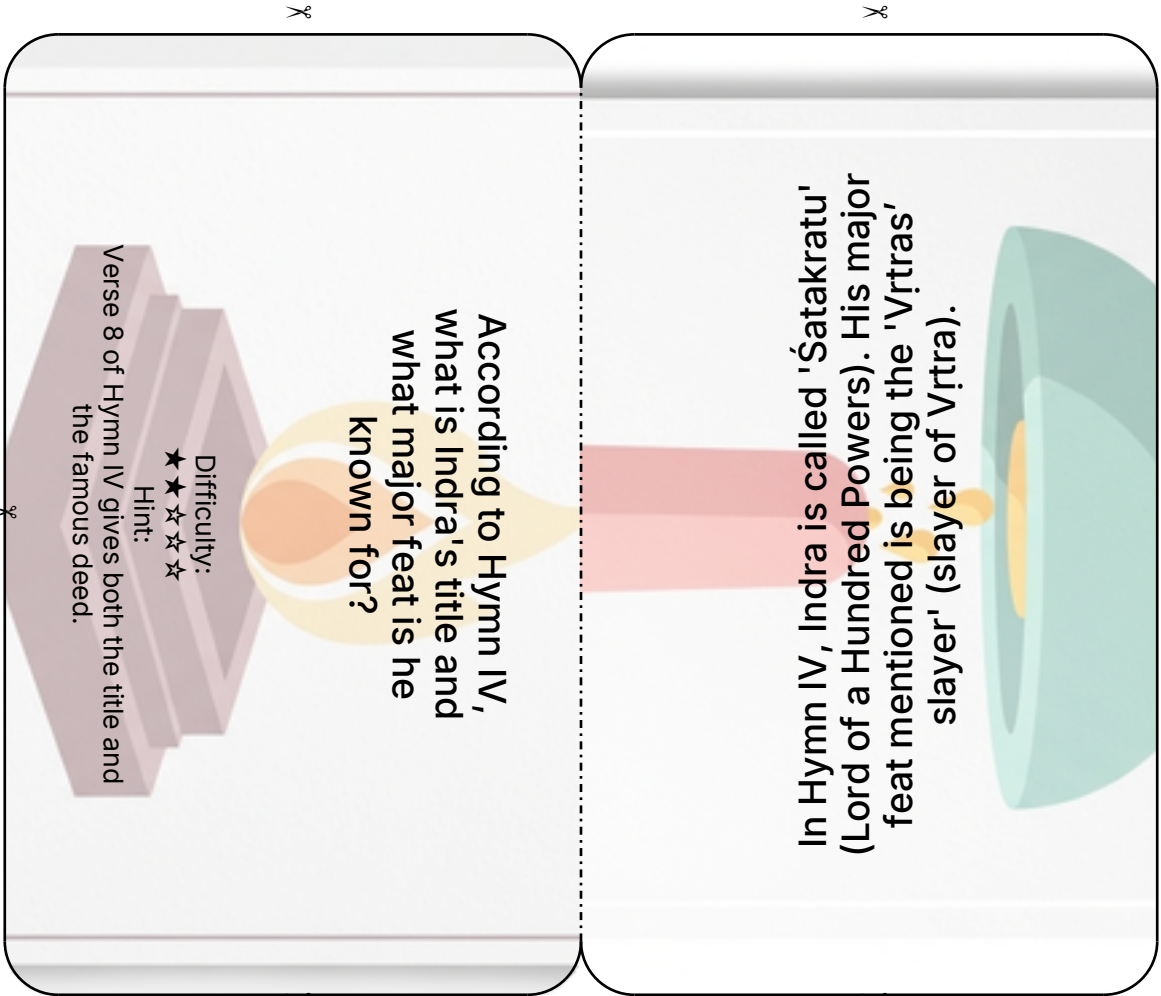 According to Hymn IV,
what is Indra's title and
what major feat is he
known for?
Difficulty:
★★☆☆☆
Hint:
Verse 8 of Hymn IV gives both the title and
the famous deed.
In Hymn IV, Indra is called 'Śatakratu'
(Lord of a Hundred Powers). His major
feat mentioned is being the 'Vṛtras'
slayer' (slayer of Vṛtra).